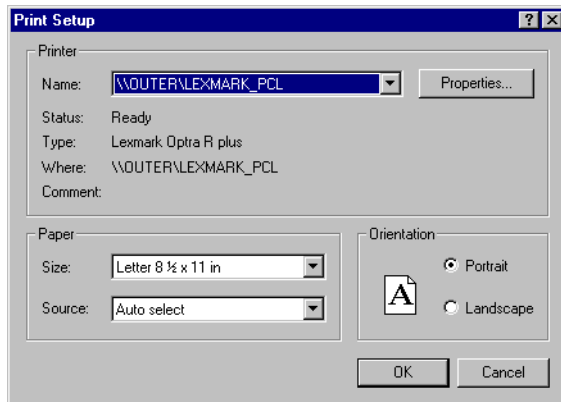 Print Setup
Printer
Name: \\OUTER\LEXMARK_PCL Properties...
Status: Ready
Type: Lexmark Optra R plus
Where: \\OUTER\LEXMARK_PCL
Comment:
Paper Orientation
Size: Letter 8 ½ x 11 in Portrait
Source: Auto select A Landscape
OK Cancel